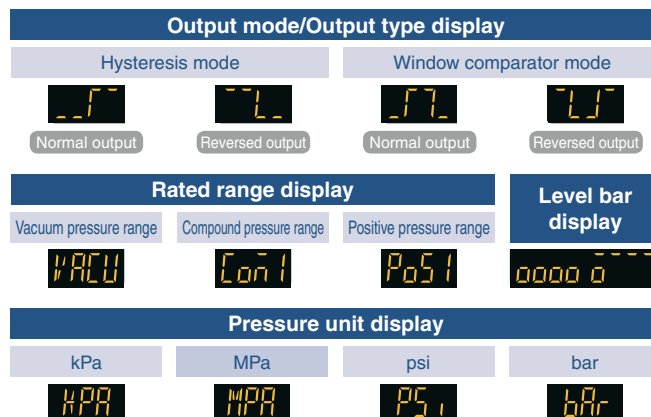 Output mode/Output type display
Hysteresis mode Window comparator mode
Normal output Reversed output Normal output Reversed output
Rated range display Level bar display
Vacuum pressure range Compound pressure range Positive pressure range
VACU Com1 PoS1
Pressure unit display
kPa MPa psi bar
KPA MPA PSi bAr